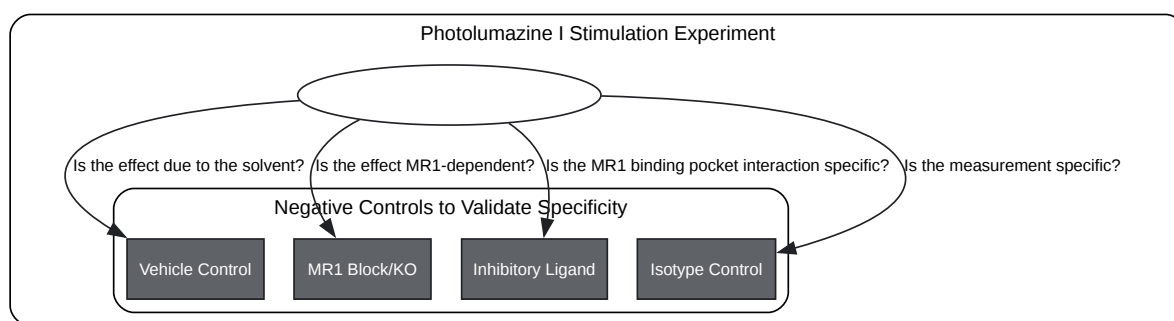 Photolumazine I Stimulation Experiment
Is the effect due to the solvent?
Is the effect MR1-dependent?
Is the MR1 binding pocket interaction specific?
Is the measurement specific?
Negative Controls to Validate Specificity
Vehicle Control
MR1 Block/KO
Inhibitory Ligand
Isotype Control